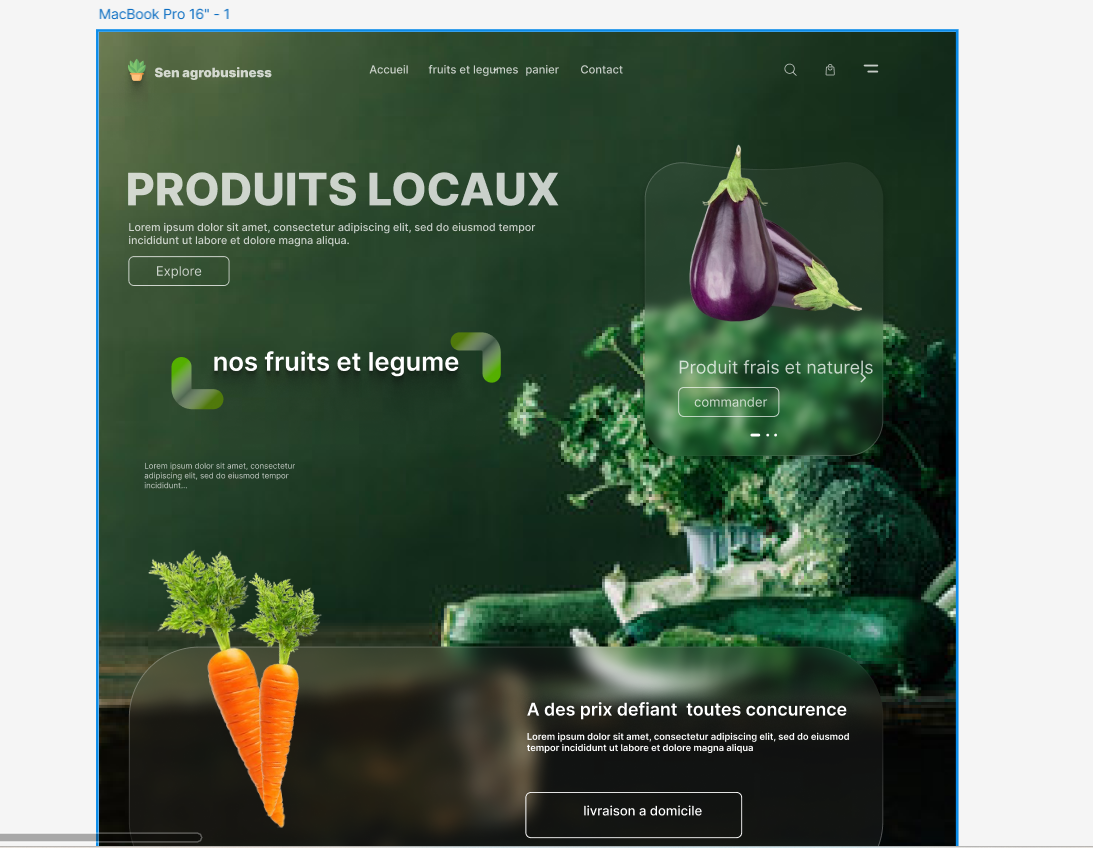 MacBook Pro 16" - 1
Sen agrobusiness
Accueil fruits et legumes panier Contact
PRODUITS LOCAUX
Lorem ipsum dolor sit amet, consectetur adipiscing elit, sed do eiusmod tempor
incididunt ut labore et dolore magna aliqua.
Explore
nos fruits et legume
Produit frais et naturels
commander
Lorem ipsum dolor sit amet, consectetur
adipiscing elit, sed do eiusmod tempor
incididunt...
A des prix defiant toutes concurence
Lorem ipsum dolor sit amet, consectetur adipiscing elit, sed do eiusmod
tempor incididunt ut labore et dolore magna aliqua
livraison a domicile